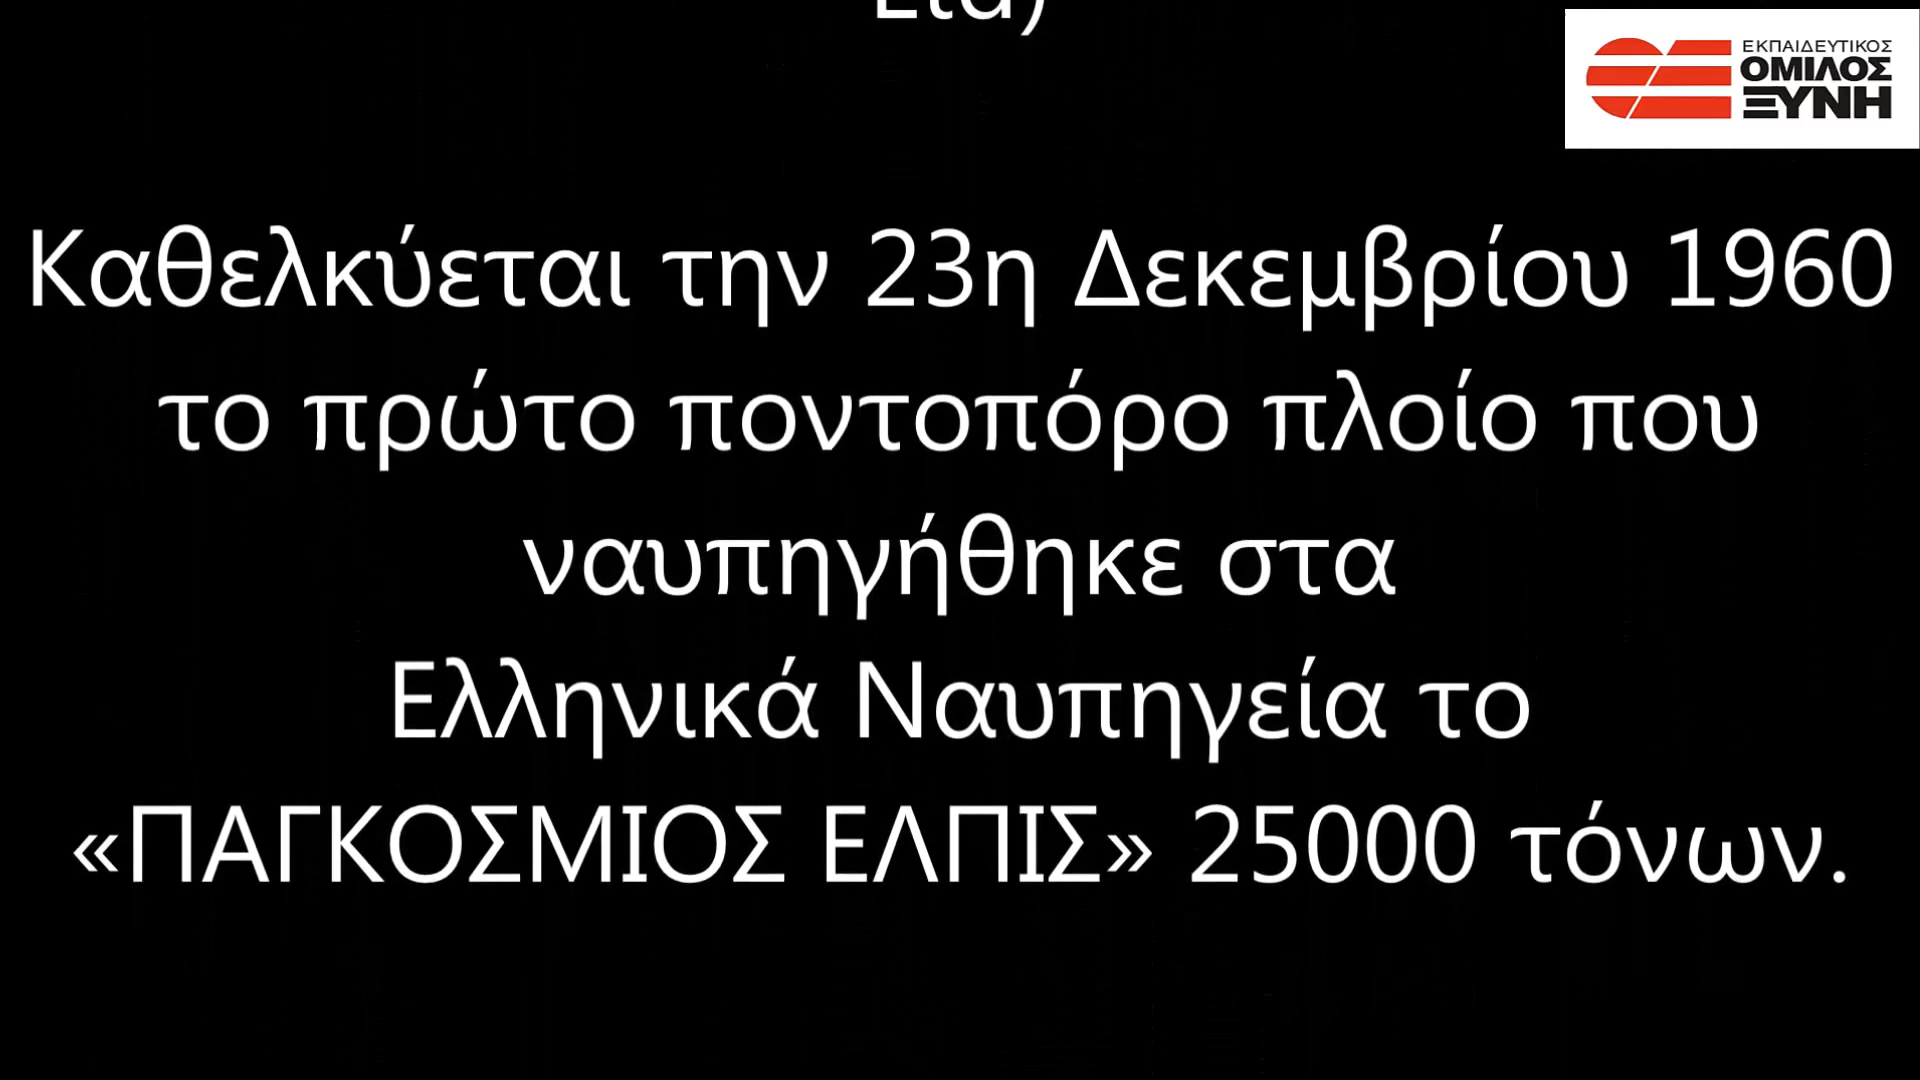 ΕΚΠΑΙΔΕΥΤΙΚΟΣ
ΟΜΙΛΟΣ
ΞΥΝΗ
Καθελκύεται την 23η Δεκεμβρίου 1960
το πρώτο ποντοπόρο πλοίο που
ναυπηγήθηκε στα
Ελληνικά Ναυπηγεία το
«ΠΑΓΚΟΣΜΙΟΣ ΕΛΠΙΣ» 25000 τόνων.